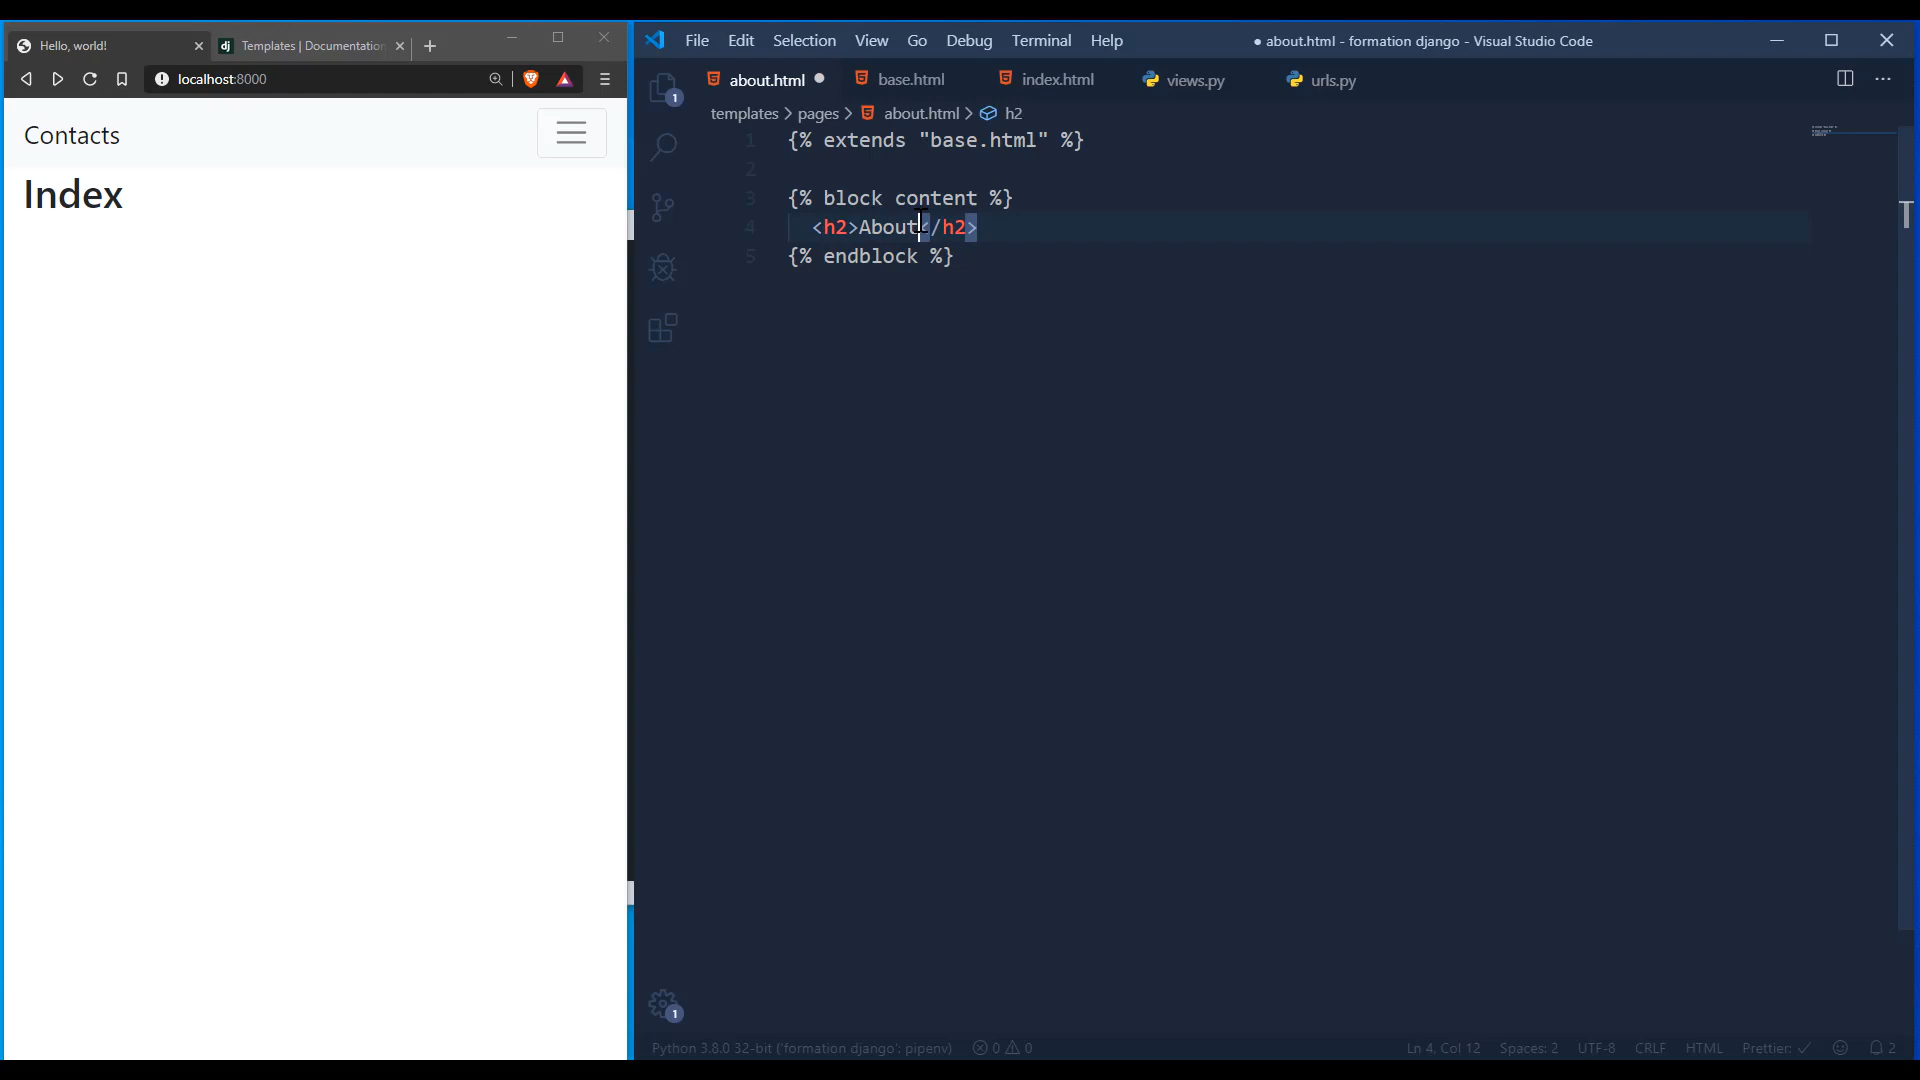 Hello, world!
Templates | Documentation
localhost:8000
Contacts
Index
File Edit Selection View Go Debug Terminal Help
● about.html - formation django - Visual Studio Code
about.html base.html index.html views.py urls.py
templates > pages > about.html > h2
1 {% extends "base.html" %}
2
3 {% block content %}
4 <h2>About</h2>
5 {% endblock %}
1
1
Python 3.8.0 32-bit ('formation django': pipenv) 0 0 Ln 4, Col 12 Spaces: 2 UTF-8 CRLF HTML Prettier: ✓ 2